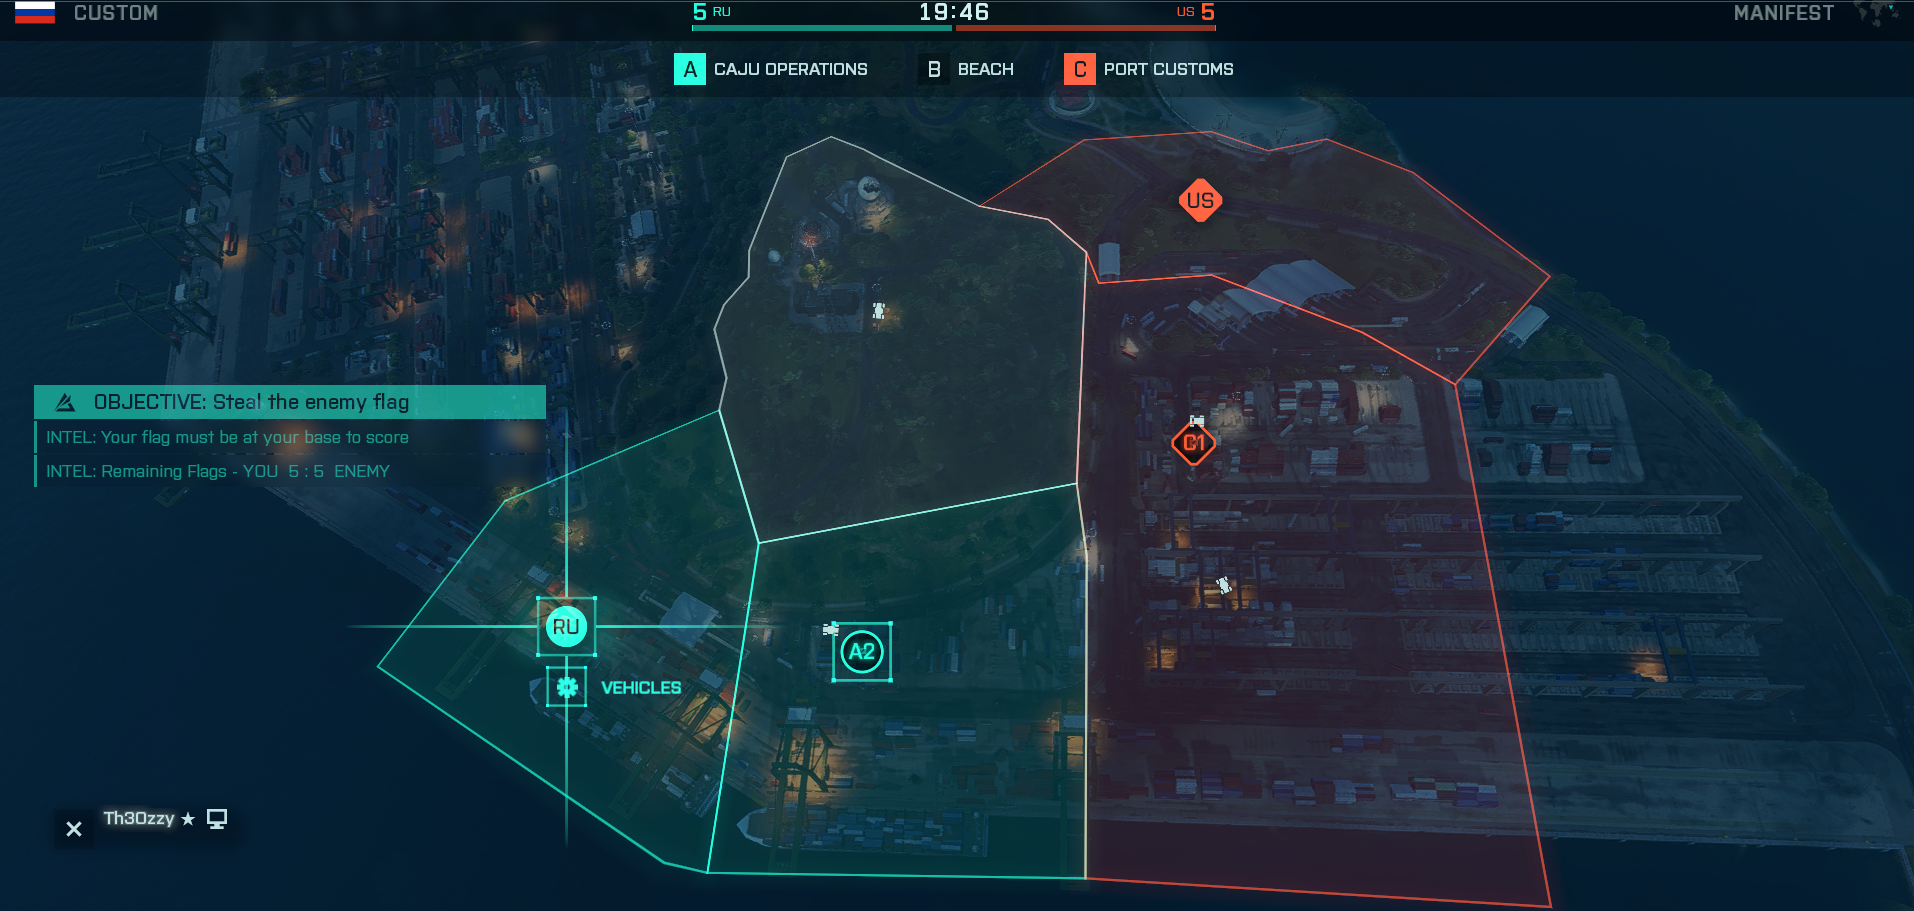 CUSTOM
5 RU
19:46
US 5
MANIFEST
A CAJU OPERATIONS
B BEACH
C PORT CUSTOMS
US
OBJECTIVE: Steal the enemy flag
INTEL: Your flag must be at your base to score
INTEL: Remaining Flags - YOU 5 : 5 ENEMY
C1
RU
A2
VEHICLES
Th3Ozzy